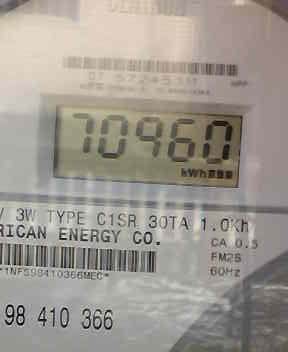 70960
kWh
/ 3W TYPE C1SR 30TA 1.0Kh
RICAN ENERGY CO.
CA 0.5
FM2S
60Hz
*1NFS98410366MEC*
98 410 366